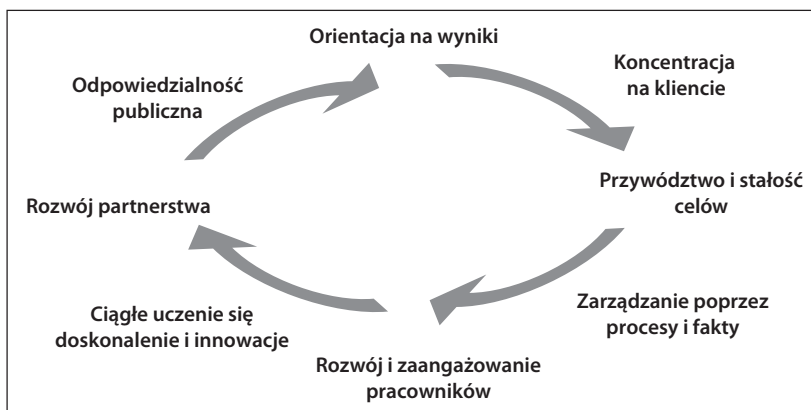 Orientacja na wyniki
Koncentracja
na kliencie
Przywództwo i stałość
celów
Zarządzanie poprzez
procesy i fakty
Rozwój i zaangażowanie
pracowników
Ciągłe uczenie się
doskonalenie i innowacje
Rozwój partnerstwa
Odpowiedzialność
publiczna